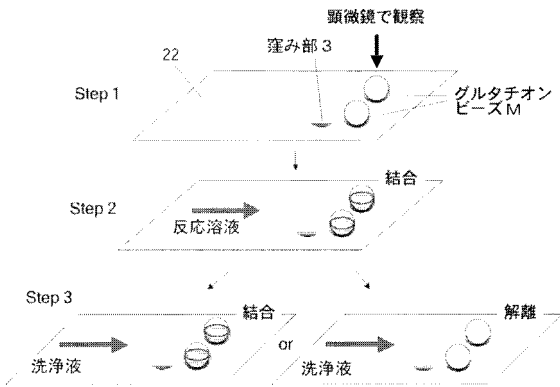 顕微鏡で観察
窪み部3
22
Step 1
グルタチオン
ビーズM
結合
Step 2
反応溶液
Step 3
結合
解離
or
洗浄液
洗浄液